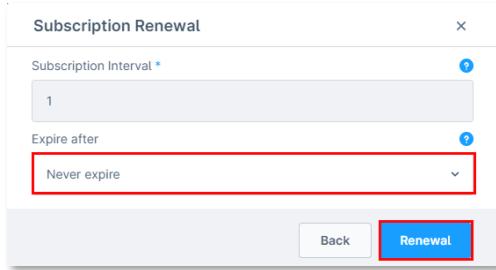 Subscription Renewal
Subscription Interval *
1
Expire after
Never expire
Back Renewal